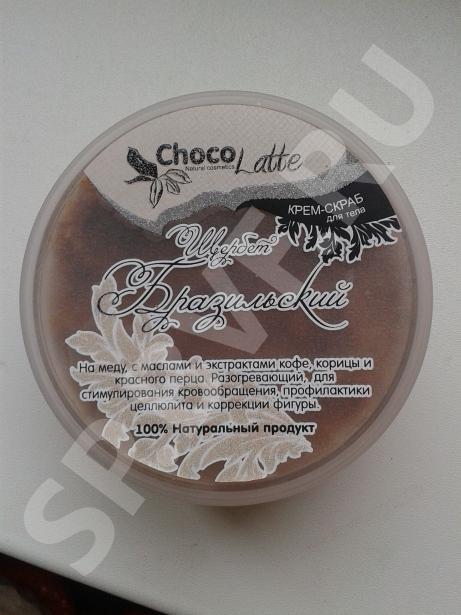 Choco Latte
Natural cosmetics
КРЕМ-СКРАБ
для тела
Щербет
Бразильский
На меду, с маслами и экстрактами кофе, корицы и
красного перца. Разогревающий, для
стимулирования кровообращения, профилактики
целлюлита и коррекции фигуры.
100% Натуральный продукт
SPVP.RU